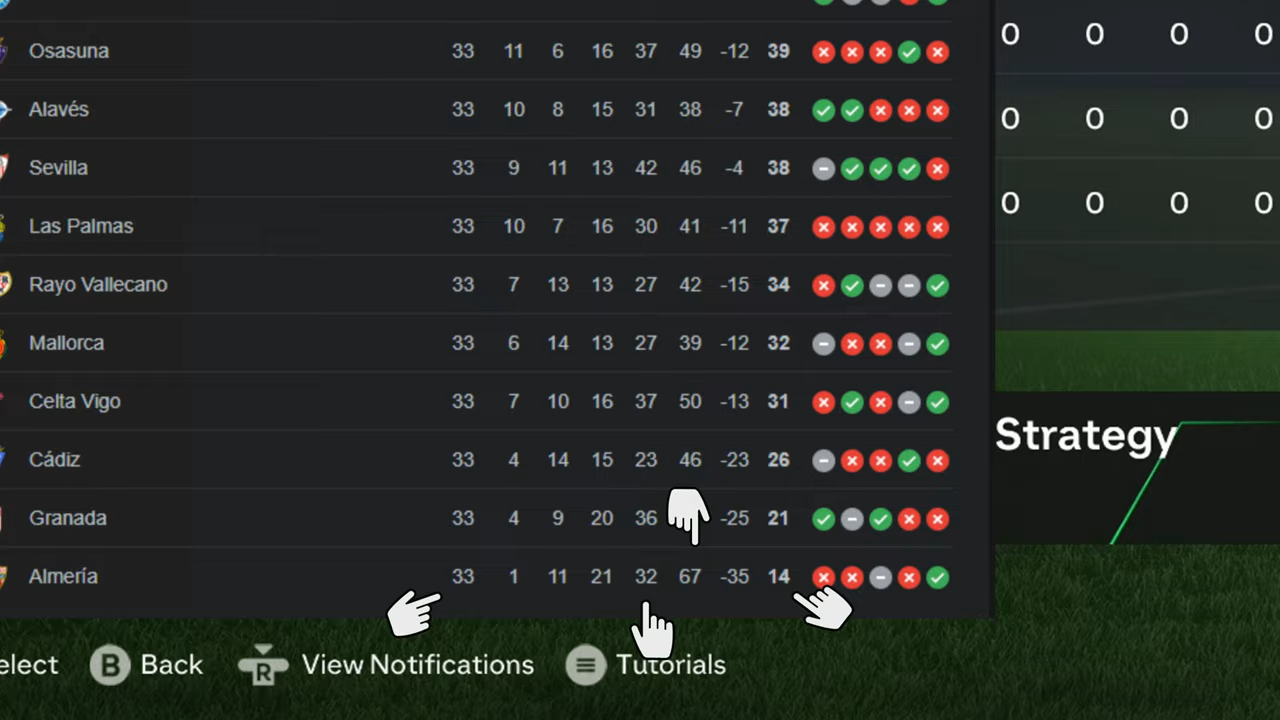 Osasuna 33 11 6 16 37 49 -12 39
0 0 0 0
Alavés 33 10 8 15 31 38 -7 38
0 0 0 0
Sevilla 33 9 11 13 42 46 -4 38
0 0 0 0
Las Palmas 33 10 7 16 30 41 -11 37
Rayo Vallecano 33 7 13 13 27 42 -15 34
Mallorca 33 6 14 13 27 39 -12 32
Celta Vigo 33 7 10 16 37 50 -13 31
Strategy
Cádiz 33 4 14 15 23 46 -23 26
Granada 33 4 9 20 36 -25 21
Almería 33 1 11 21 32 67 -35 14
elect B Back R View Notifications Tutorials